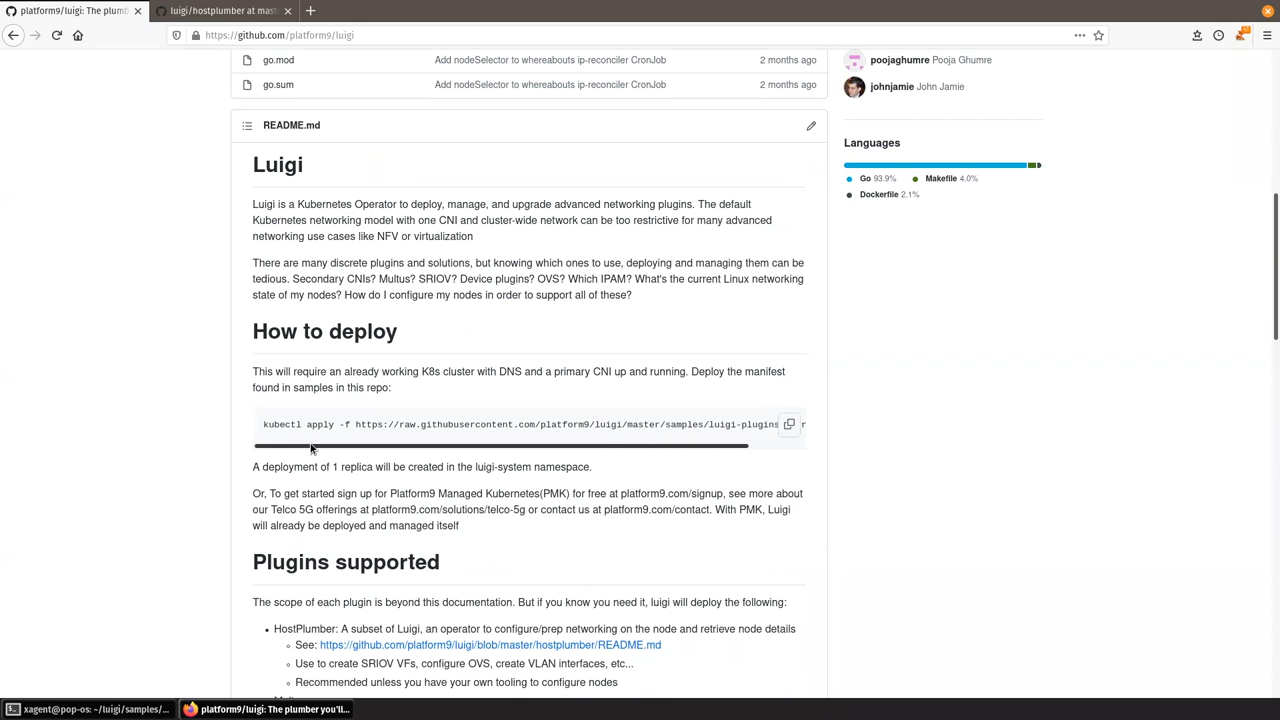 platform9/luigi: The plumb
luigi/hostplumber at mast
https://github.com/platform9/luigi
go.mod
Add nodeSelector to whereabouts ip-reconciler CronJob
2 months ago
go.sum
Add nodeSelector to whereabouts ip-reconciler CronJob
2 months ago
poojaghumre Pooja Ghumre
johnjamie John Jamie
Languages
Go 93.9%
Makefile 4.0%
Dockerfile 2.1%
README.md
Luigi
Luigi is a Kubernetes Operator to deploy, manage, and upgrade advanced networking plugins. The default
Kubernetes networking model with one CNI and cluster-wide network can be too restrictive for many advanced
networking use cases like NFV or virtualization
There are many discrete plugins and solutions, but knowing which ones to use, deploying and managing them can be
tedious. Secondary CNIs? Multus? SRIOV? Device plugins? OVS? Which IPAM? What's the current Linux networking
state of my nodes? How do I configure my nodes in order to support all of these?
How to deploy
This will require an already working K8s cluster with DNS and a primary CNI up and running. Deploy the manifest
found in samples in this repo:
kubectl apply -f https://raw.githubusercontent.com/platform9/luigi/master/samples/luigi-plugins
A deployment of 1 replica will be created in the luigi-system namespace.
Or, To get started sign up for Platform9 Managed Kubernetes(PMK) for free at platform9.com/signup, see more about
our Telco 5G offerings at platform9.com/solutions/telco-5g or contact us at platform9.com/contact. With PMK, Luigi
will already be deployed and managed itself
Plugins supported
The scope of each plugin is beyond this documentation. But if you know you need it, luigi will deploy the following:
HostPlumber: A subset of Luigi, an operator to configure/prep networking on the node and retrieve node details
See: https://github.com/platform9/luigi/blob/master/hostplumber/README.md
Use to create SRIOV VFs, configure OVS, create VLAN interfaces, etc...
Recommended unless you have your own tooling to configure nodes
xagent@pop-os: ~/luigi/samples/...
platform9/luigi: The plumber you'll...